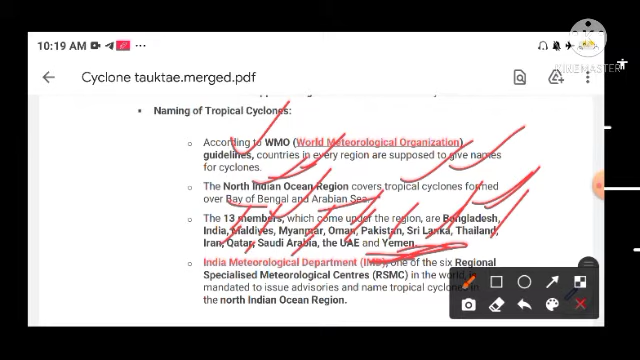 10:19 AM
KINEMASTER
Cyclone tauktae.merged.pdf
Naming of Tropical Cyclones:
According to WMO (World Meteorological Organization)
guidelines, countries in every region are supposed to give names
for cyclones.
The North Indian Ocean Region covers tropical cyclones formed
over Bay of Bengal and Arabian Sea.
The 13 members, which come under the region, are Bangladesh,
India, Maldives, Myanmar, Oman, Pakistan, Sri Lanka, Thailand,
Iran, Qatar, Saudi Arabia, the UAE and Yemen.
India Meteorological Department (IMD), one of the six Regional
Specialised Meteorological Centres (RSMC) in the world, is
mandated to issue advisories and name tropical cyclones in
the north Indian Ocean Region.